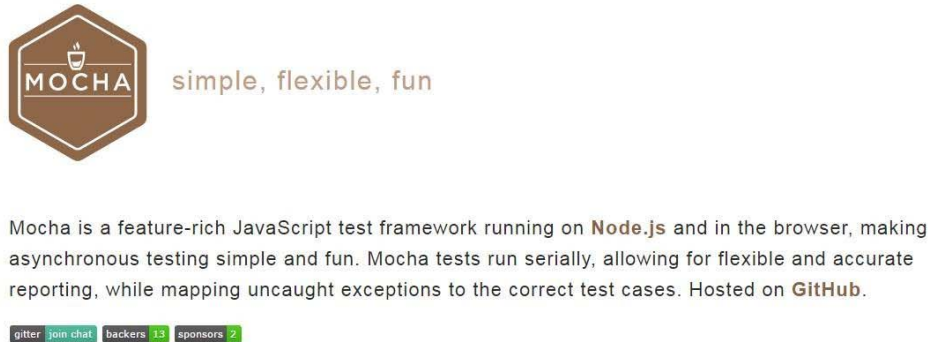 MOCHA
simple, flexible, fun
Mocha is a feature-rich JavaScript test framework running on Node.js and in the browser, making
asynchronous testing simple and fun. Mocha tests run serially, allowing for flexible and accurate
reporting, while mapping uncaught exceptions to the correct test cases. Hosted on GitHub.
gitter join chat backers 13 sponsors 2